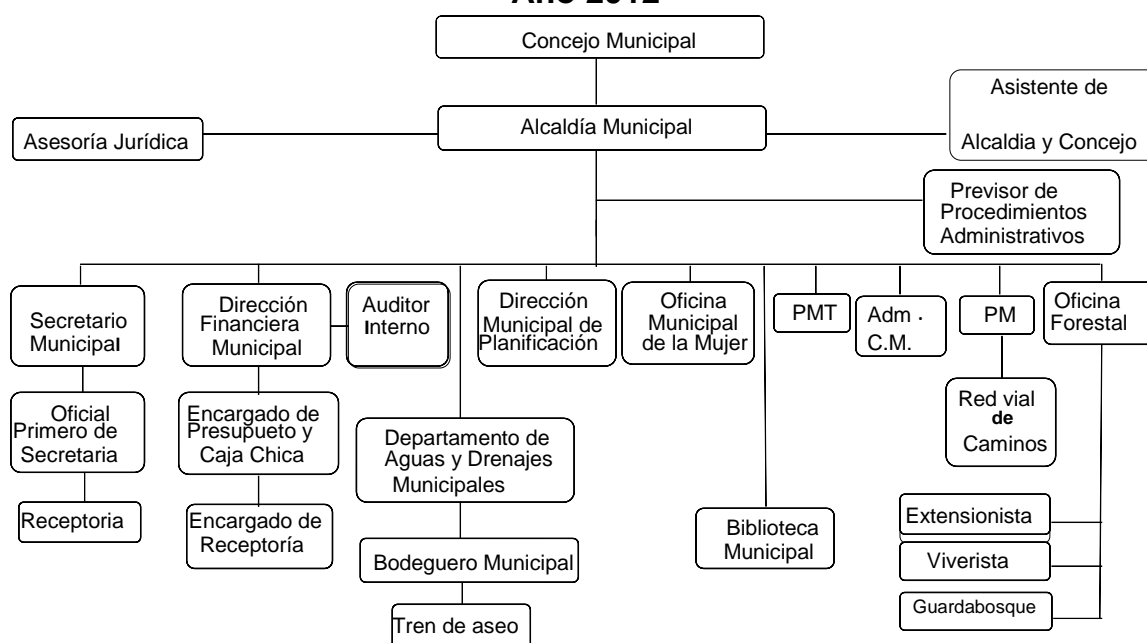 Año 2012
Concejo Municipal
Asistente de
Alcaldia y Concejo
Alcaldía Municipal
Asesoría Jurídica
Previsor de
Procedimientos
Administrativos
Secretario
Municipal
Dirección
Financiera
Municipal
Auditor
Interno
Dirección
Municipal de
Planificación
Oficina
Municipal
de la Mujer
PMT
Adm .
C.M.
PM
Oficina
Forestal
Oficial
Primero de
Secretaria
Encargado de
Presupueto y
Caja Chica
Departamento de
Aguas y Drenajes
Municipales
Red vial
de
Caminos
Receptoria
Encargado de
Receptoría
Biblioteca
Municipal
Extensionista
Bodeguero Municipal
Viverista
Tren de aseo
Guardabosque